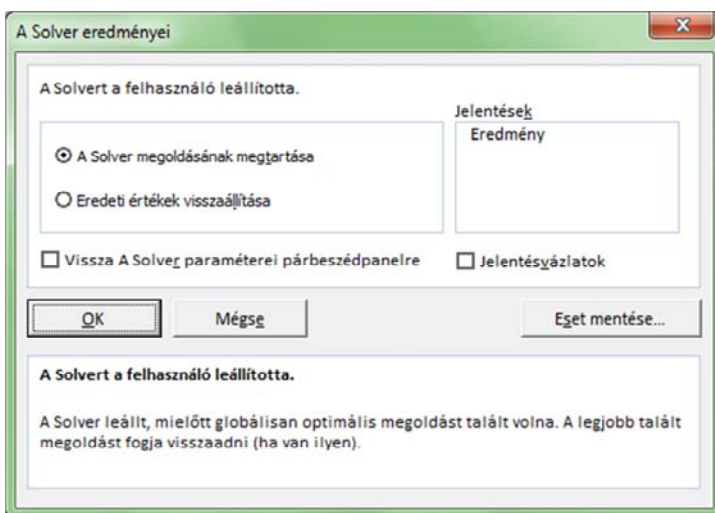 A Solver eredményei
A Solvert a felhasználó leállította.
Jelentések
Eredmény
A Solver megoldásának megtartása
Eredeti értékek visszaállítása
Vissza A Solver paraméterei párbeszédpanelre
Jelentésvázlatok
OK
Mégse
Eset mentése...
A Solvert a felhasználó leállította.
A Solver leállt, mielőtt globálisan optimális megoldást talált volna. A legjobb talált
megoldást fogja visszaadni (ha van ilyen).